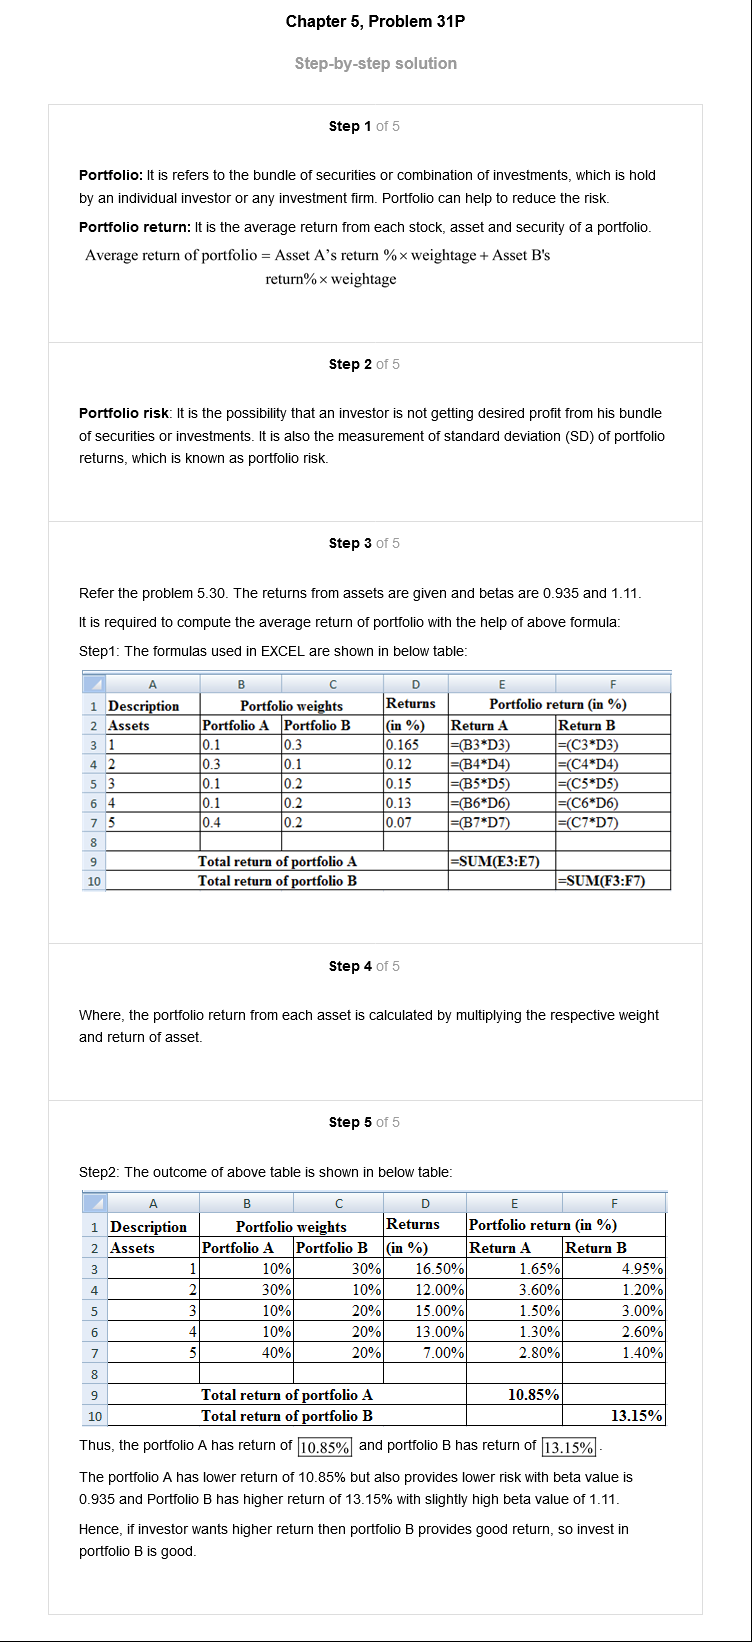 Chapter 5, Problem 31P
Step-by-step solution
Step 1 of 5
Portfolio: It is refers to the bundle of securities or combination of investments, which is hold
by an individual investor or any investment firm. Portfolio can help to reduce the risk.
Portfolio return: It is the average return from each stock, asset and security of a portfolio.
Average return of portfolio = Asset A’s return %× weightage + Asset B's
return%× weightage
Step 2 of 5
Portfolio risk: It is the possibility that an investor is not getting desired profit from his bundle
of securities or investments. It is also the measurement of standard deviation (SD) of portfolio
returns, which is known as portfolio risk.
Step 3 of 5
Refer the problem 5.30. The returns from assets are given and betas are 0.935 and 1.11.
It is required to compute the average return of portfolio with the help of above formula:
Step1: The formulas used in EXCEL are shown in below table:
A B C D E F
1 Description Portfolio weights Returns Portfolio return (in %)
2 Assets Portfolio A Portfolio B (in %) Return A Return B
3 1 0.1 0.3 0.165 =(B3*D3) =(C3*D3)
4 2 0.3 0.1 0.12 =(B4*D4) =(C4*D4)
5 3 0.1 0.2 0.15 =(B5*D5) =(C5*D5)
6 4 0.1 0.2 0.13 =(B6*D6) =(C6*D6)
7 5 0.4 0.2 0.07 =(B7*D7) =(C7*D7)
8
9 Total return of portfolio A =SUM(E3:E7)
10 Total return of portfolio B =SUM(F3:F7)
Step 4 of 5
Where, the portfolio return from each asset is calculated by multiplying the respective weight
and return of asset.
Step 5 of 5
Step2: The outcome of above table is shown in below table:
A B C D E F
1 Description Portfolio weights Returns Portfolio return (in %)
2 Assets Portfolio A Portfolio B (in %) Return A Return B
3 1 10% 30% 16.50% 1.65% 4.95%
4 2 30% 10% 12.00% 3.60% 1.20%
5 3 10% 20% 15.00% 1.50% 3.00%
6 4 10% 20% 13.00% 1.30% 2.60%
7 5 40% 20% 7.00% 2.80% 1.40%
8
9 Total return of portfolio A 10.85%
10 Total return of portfolio B 13.15%
Thus, the portfolio A has return of 10.85% and portfolio B has return of 13.15%.
The portfolio A has lower return of 10.85% but also provides lower risk with beta value is
0.935 and Portfolio B has higher return of 13.15% with slightly high beta value of 1.11.
Hence, if investor wants higher return then portfolio B provides good return, so invest in
portfolio B is good.